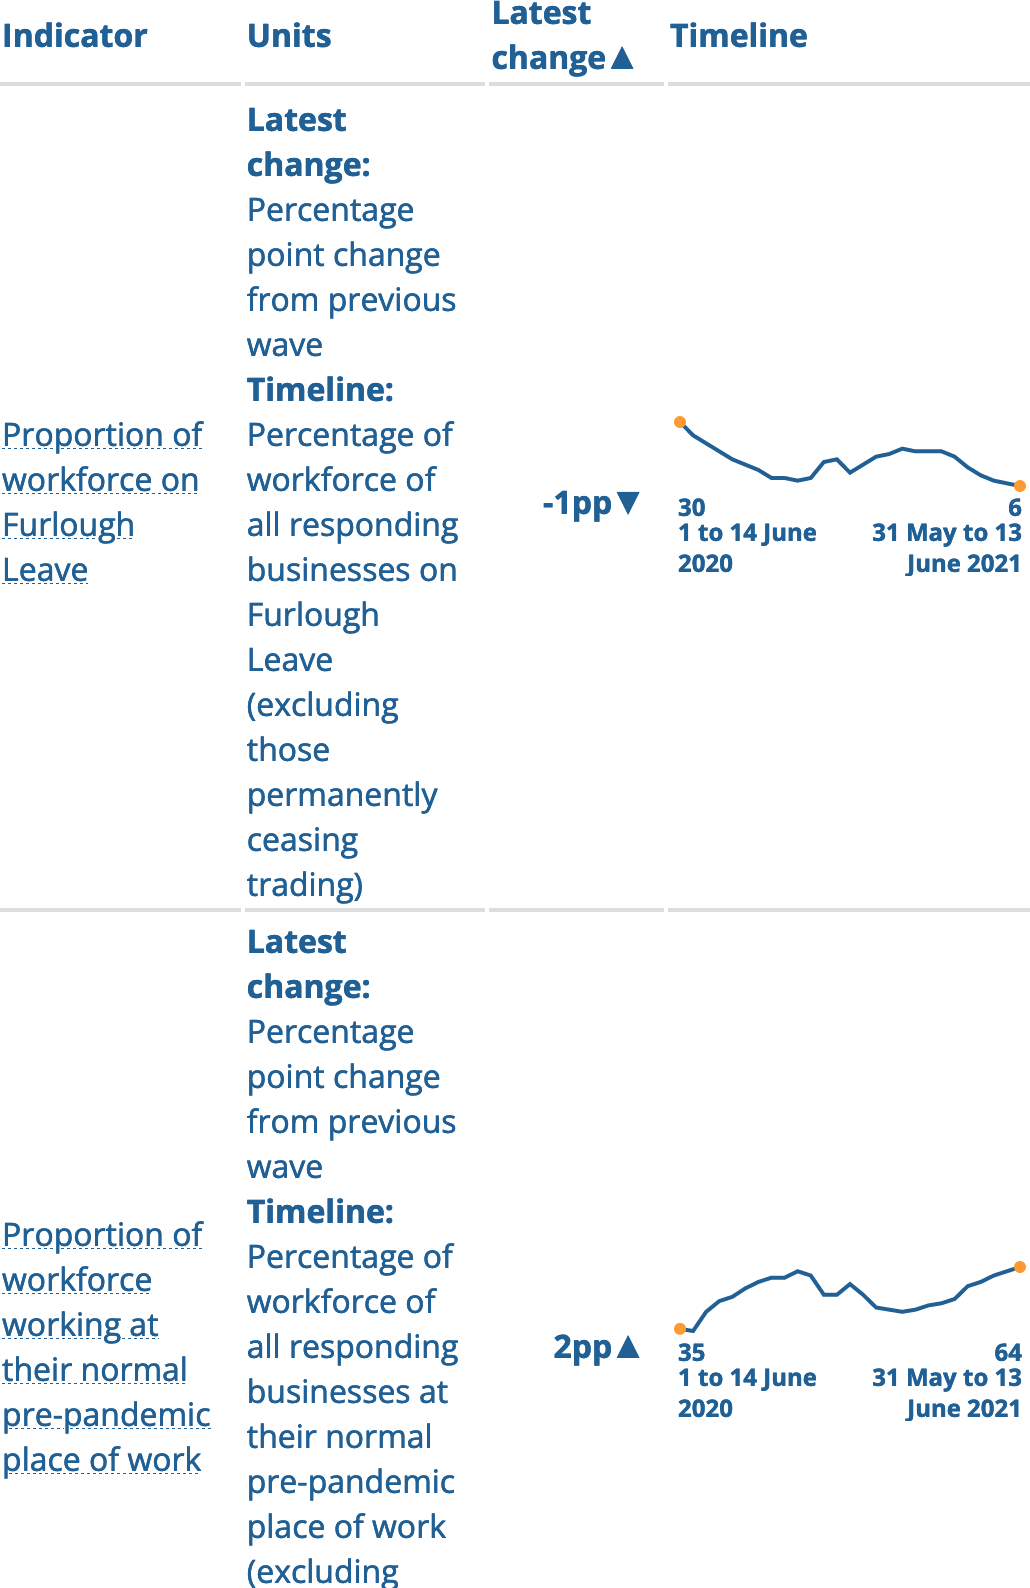 Indicator
Units
Latest
change▲
Timeline
Proportion of
workforce on
Furlough
Leave
Latest
change:
Percentage
point change
from previous
wave
Timeline:
Percentage of
workforce of
all responding
businesses on
Furlough
Leave
(excluding
those
permanently
ceasing
trading)
-1pp▼
30
1 to 14 June
2020
6
31 May to 13
June 2021
Proportion of
workforce
working at
their normal
pre-pandemic
place of work
Latest
change:
Percentage
point change
from previous
wave
Timeline:
Percentage of
workforce of
all responding
businesses at
their normal
pre-pandemic
place of work
(excluding
2pp▲
35
1 to 14 June
2020
64
31 May to 13
June 2021